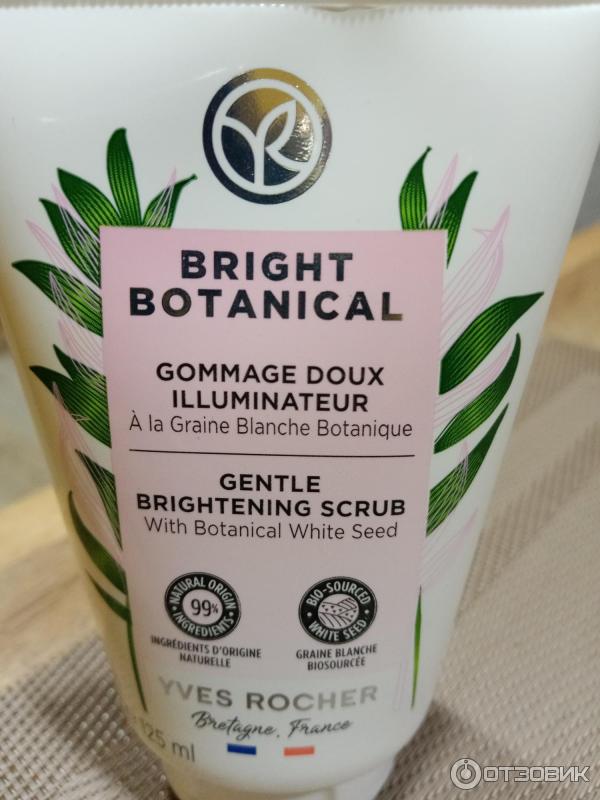 BRIGHT
BOTANICAL
GOMMAGE DOUX
ILLUMINATEUR
À la Graine Blanche Botanique
GENTLE
BRIGHTENING SCRUB
With Botanical White Seed
NATURAL ORIGIN
99%
INGREDIENTS
INGRÉDIENTS D'ORIGINE
NATURELLE
BIO-SOURCED
WHITE SEED
GRAINE BLANCHE
BIOSOURCÉE
YVES ROCHER
Bretagne, France
125 ml
ОТЗОВИК